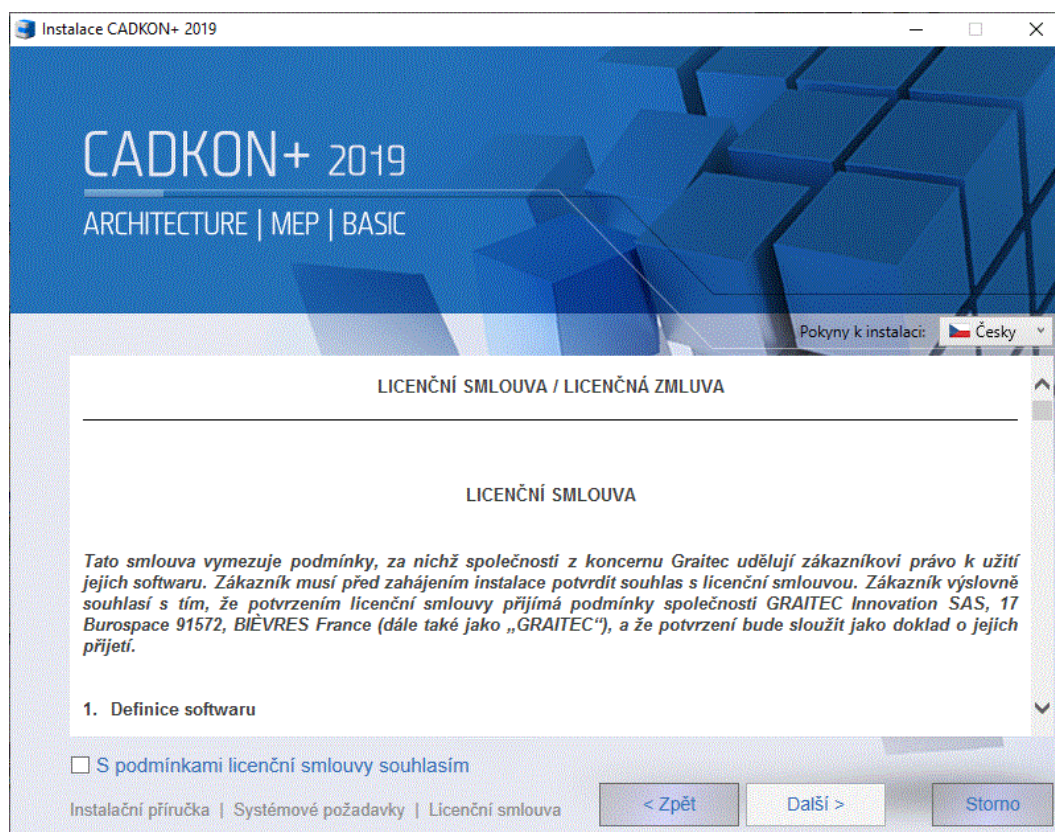 Instalace CADKON+ 2019
CADKON+ 2019
ARCHITECTURE | MEP | BASIC
Pokyny k instalaci: Česky
LICENČNÍ SMLOUVA / LICENČNÁ ZMLUVA
LICENČNÍ SMLOUVA
Tato smlouva vymezuje podmínky, za nichž společnosti z koncernu Graitec udělují zákazníkovi právo k užití
jejich softwaru. Zákazník musí před zahájením instalace potvrdit souhlas s licenční smlouvou. Zákazník výslovně
souhlasí s tím, že potvrzením licenční smlouvy přijímá podmínky společnosti GRAITEC Innovation SAS, 17
Burospace 91572, BIÈVRES France (dále také jako „GRAITEC“), a že potvrzení bude sloužit jako doklad o jejich
přijetí.
1. Definice softwaru
S podmínkami licenční smlouvy souhlasím
Instalační příručka | Systémové požadavky | Licenční smlouva
< Zpět
Další >
Storno